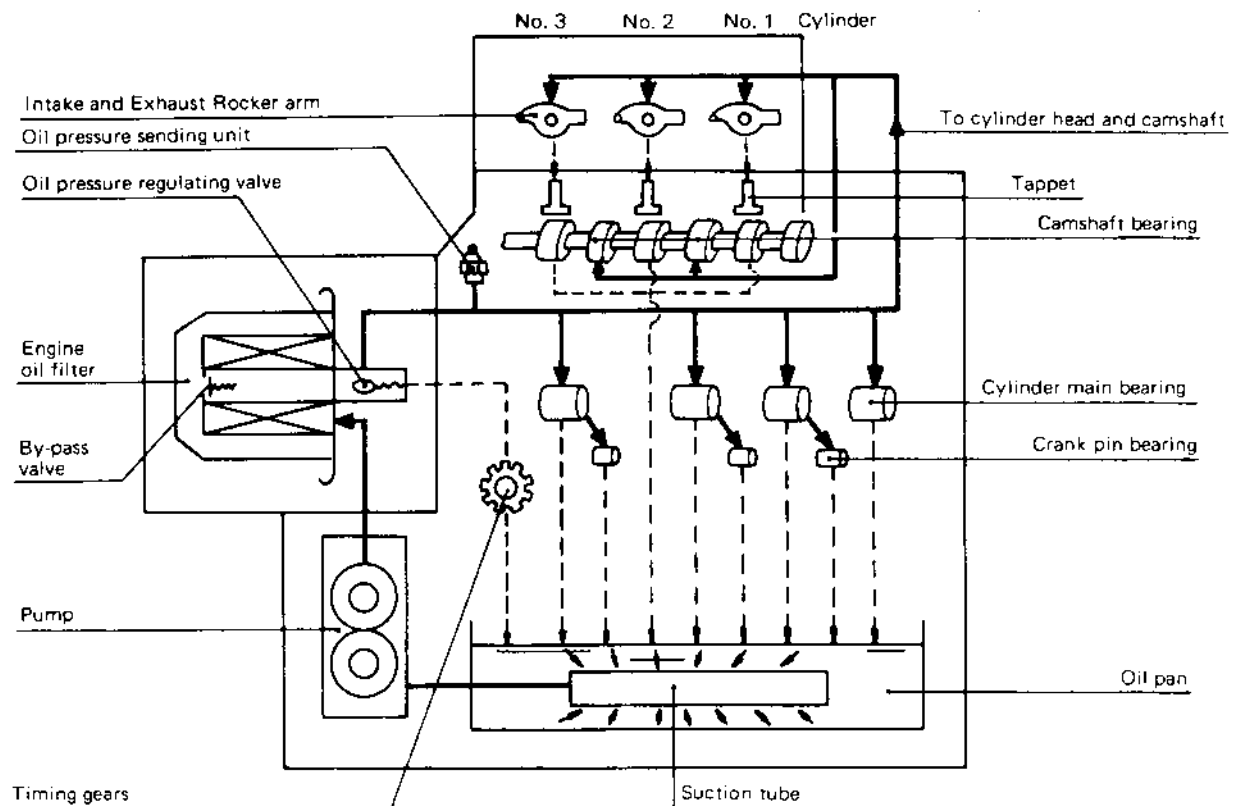 No. 3 No. 2 No. 1 Cylinder
Intake and Exhaust Rocker arm
Oil pressure sending unit
Oil pressure regulating valve
To cylinder head and camshaft
Tappet
Camshaft bearing
Engine
oil filter
By-pass
valve
Cylinder main bearing
Crank pin bearing
Pump
Oil pan
Timing gears
Suction tube